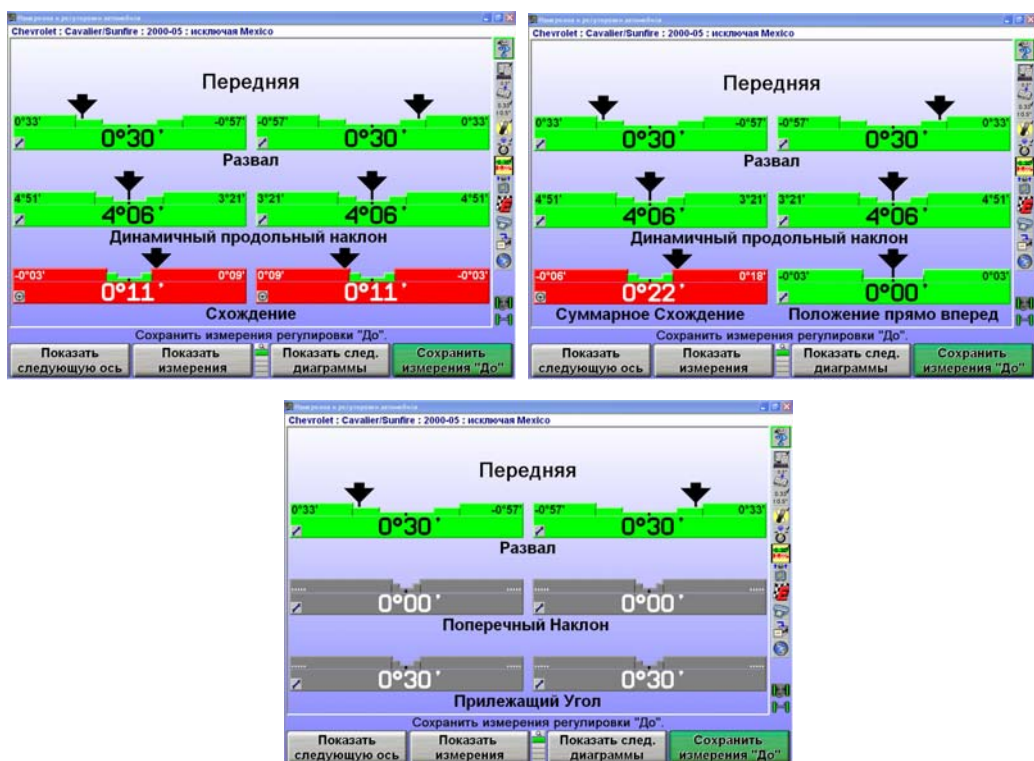 Измерения и регулировки автомобиля
Chevrolet : Cavalier/Sunfire : 2000-05 : исключая Mexico
Передняя
0°33' -0°57' -0°57' 0°33'
0°30' 0°30'
Развал
4°51' 3°21' 3°21' 4°51'
4°06' 4°06'
Динамичный продольный наклон
-0°03' 0°09' 0°09' -0°03'
0°11' 0°11'
Схождение
Сохранить измерения регулировки "До".
Показать следующую ось
Показать измерения
Показать след. диаграммы
Сохранить измерения "До"
Измерения и регулировки автомобиля
Chevrolet : Cavalier/Sunfire : 2000-05 : исключая Mexico
Передняя
0°33' -0°57' -0°57' 0°33'
0°30' 0°30'
Развал
4°51' 3°21' 3°21' 4°51'
4°06' 4°06'
Динамичный продольный наклон
-0°06' 0°18' -0°03' 0°03'
0°22' 0°00'
Суммарное Схождение Положение прямо вперед
Сохранить измерения регулировки "До".
Показать следующую ось
Показать измерения
Показать след. диаграммы
Сохранить измерения "До"
Измерения и регулировки автомобиля
Chevrolet : Cavalier/Sunfire : 2000-05 : исключая Mexico
Передняя
0°33' -0°57' -0°57' 0°33'
0°30' 0°30'
Развал
0°00' 0°00'
Поперечный Наклон
0°30' 0°30'
Прилежащий Угол
Сохранить измерения регулировки "До".
Показать следующую ось
Показать измерения
Показать след. диаграммы
Сохранить измерения "До"